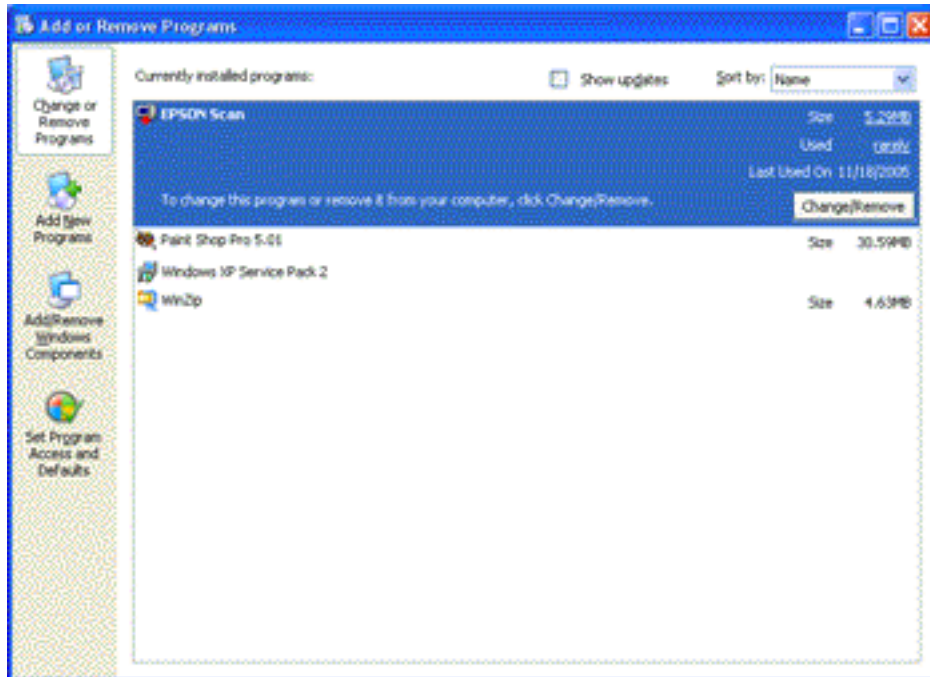 Add or Remove Programs
Change or
Remove
Programs
Add New
Programs
Add/Remove
Windows
Components
Set Program
Access and
Defaults
Currently installed programs:
Show updates
Sort by: Name
EPSON Scan Size 5.29MB
Used rarely
Last Used On 11/18/2005
To change this program or remove it from your computer, click Change/Remove.
Change/Remove
Paint Shop Pro 5.01 Size 30.59MB
Windows XP Service Pack 2
WinZip Size 4.63MB